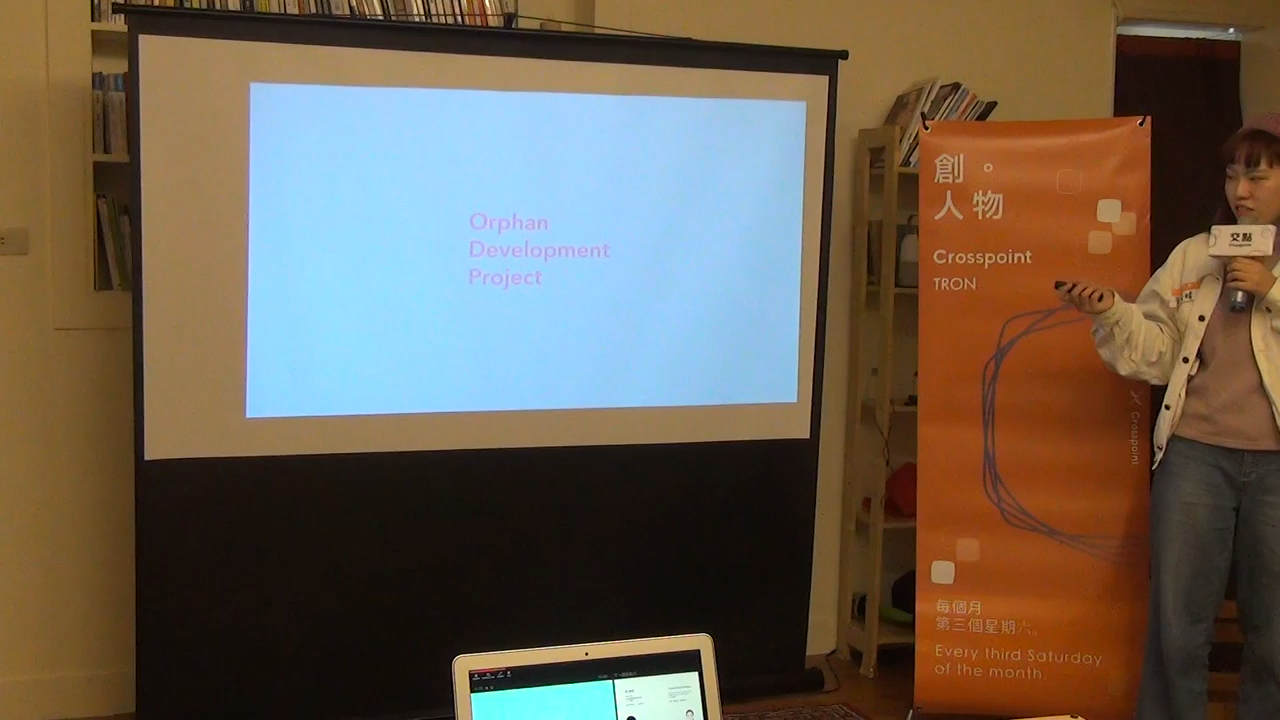 Orphan
Development
Project
創。
人物
Crosspoint
TRON
Crosspoint
每個月
第三個星期六。
Every third Saturday
of the month.
交點